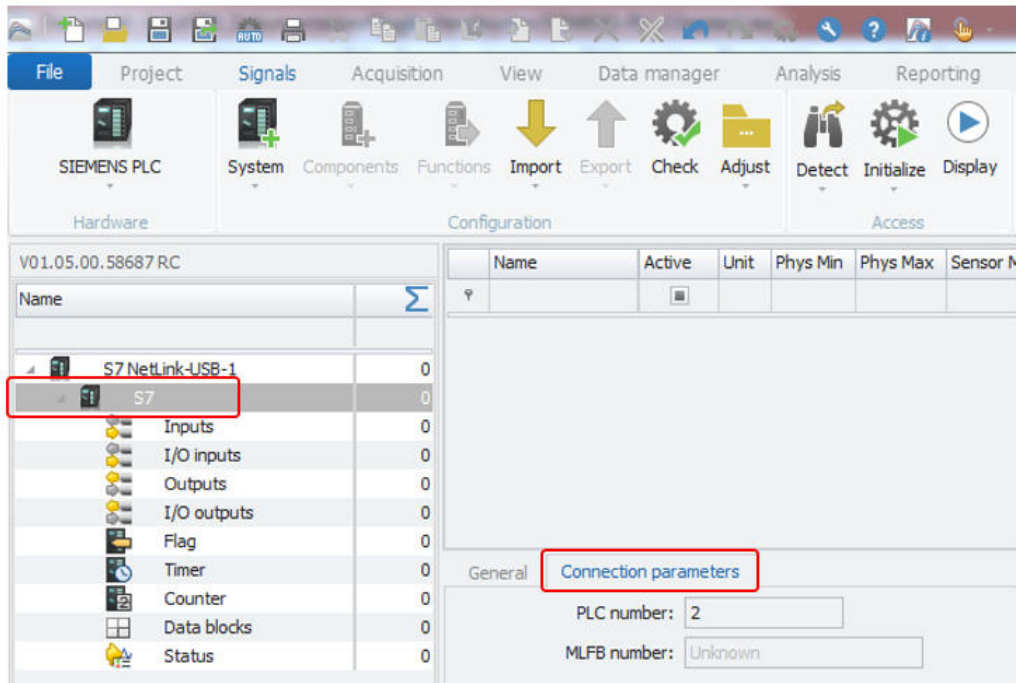 AUTO
File Project Signals Acquisition View Data manager Analysis Reporting
SIEMENS PLC System Components Functions Import Export Check Adjust Detect Initialize Display
Hardware Configuration Access
V01.05.00.58687 RC
Name Active Unit Phys Min Phys Max Sensor M
Name Σ
S7 NetLink-USB-1 0
S7 0
Inputs 0
I/O inputs 0
Outputs 0
I/O outputs 0
Flag 0
Timer 0
Counter 0
Data blocks 0
Status 0
General Connection parameters
PLC number: 2
MLFB number: Unknown